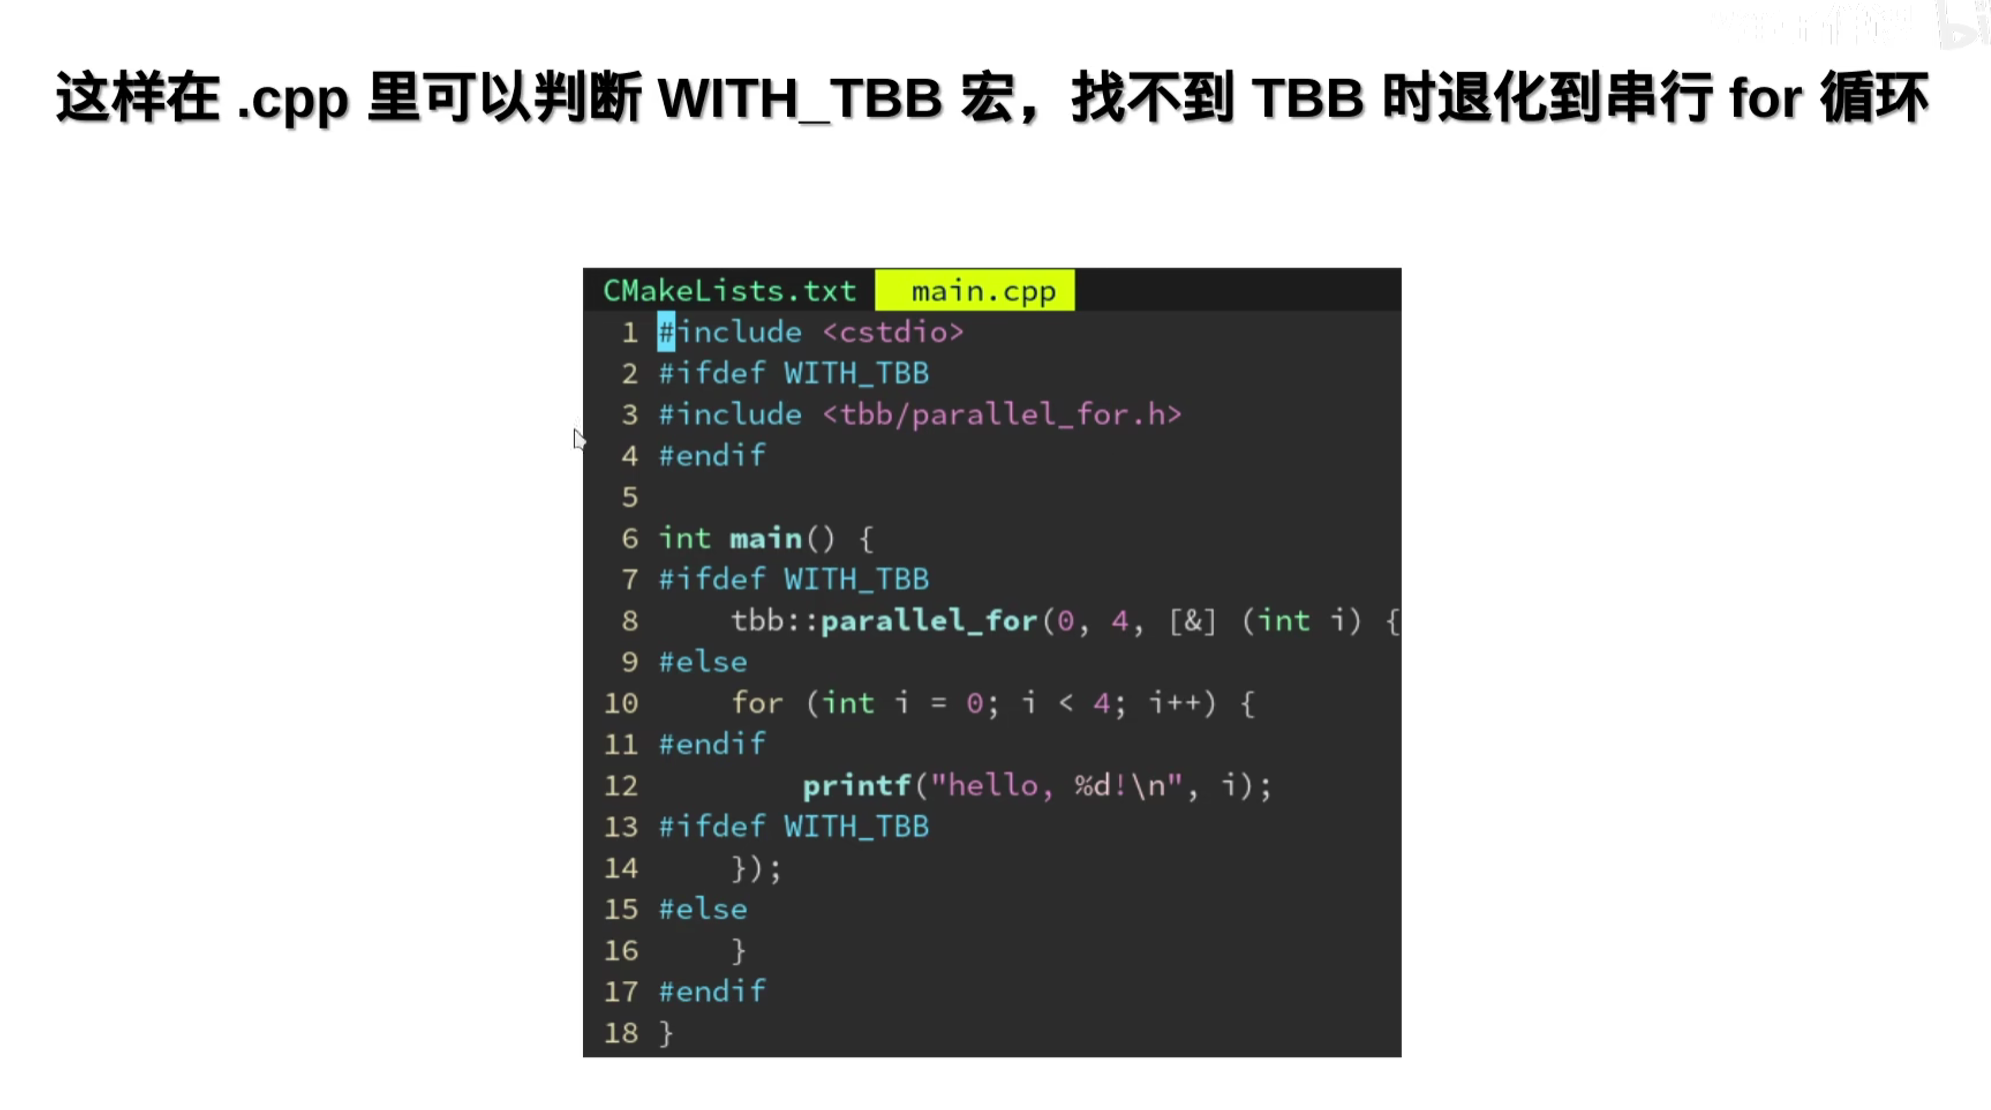 这样在 .cpp 里可以判断 WITH_TBB 宏，找不到 TBB 时退化到串行 for 循环
CMakeLists.txt main.cpp
1 #include <cstdio>
2 #ifdef WITH_TBB
3 #include <tbb/parallel_for.h>
4 #endif
5
6 int main() {
7 #ifdef WITH_TBB
8     tbb::parallel_for(0, 4, [&] (int i) {
9 #else
10     for (int i = 0; i < 4; i++) {
11 #endif
12         printf("hello, %d!\n", i);
13 #ifdef WITH_TBB
14     });
15 #else
16     }
17 #endif
18 }